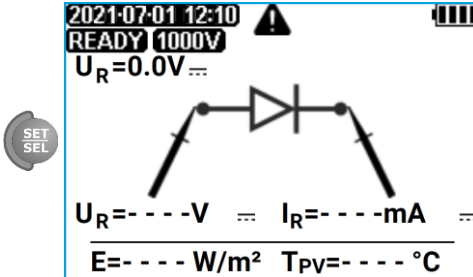 2021-07-01 12:10
READY 1000V
UR=0.0V
SET
SEL
UR=- - - -V IR=- - - -mA
E=- - - - W/m² TPV=- - - - °C